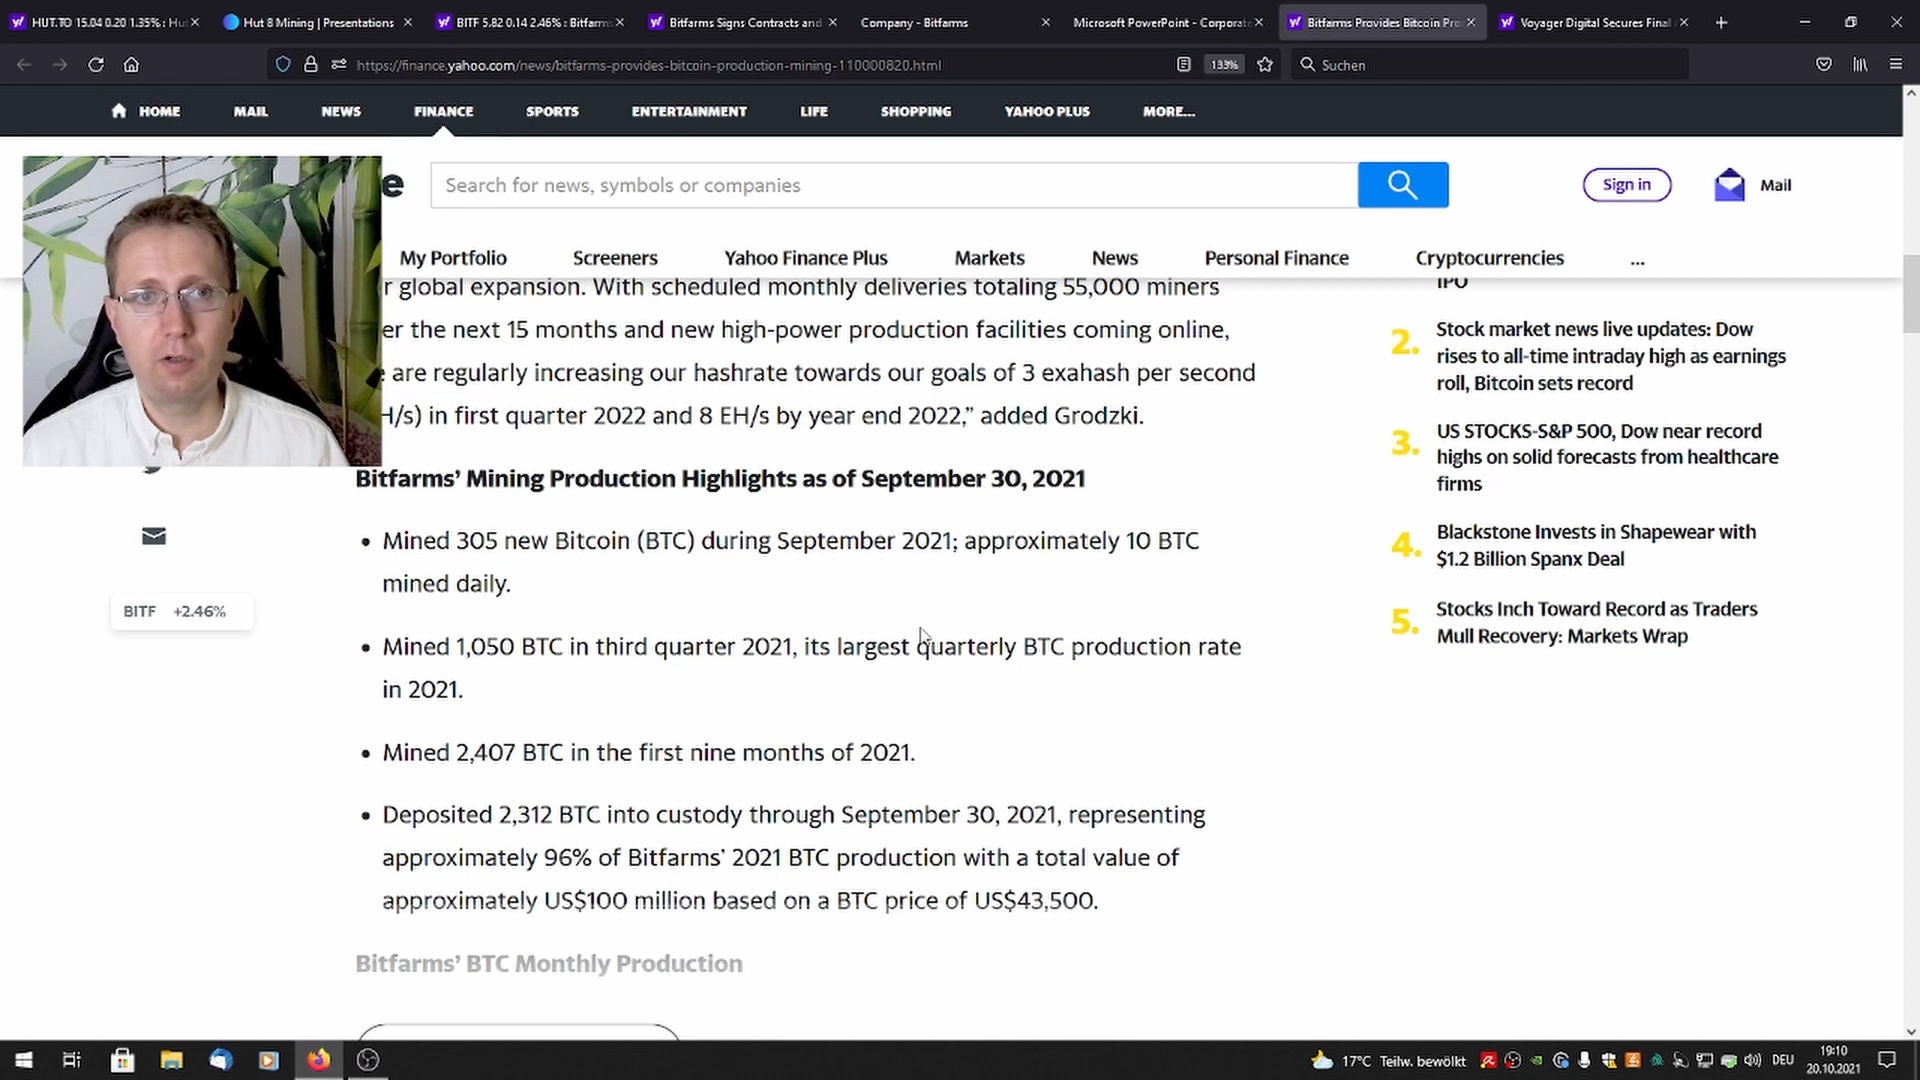 HUT.TO 15.04 0.20 1.35% : Hu
Hut 8 Mining | Presentations
BITF 5.82 0.14 2.46% : Bitfarms
Bitfarms Signs Contracts and
Company - Bitfarms
Microsoft PowerPoint - Corporate
Bitfarms Provides Bitcoin Pro
Voyager Digital Secures Final
https://finance.yahoo.com/news/bitfarms-provides-bitcoin-production-mining-110000820.html
133%
Suchen
HOME MAIL NEWS FINANCE SPORTS ENTERTAINMENT LIFE SHOPPING YAHOO PLUS MORE...
e
Search for news, symbols or companies
Sign in
Mail
My Portfolio Screeners Yahoo Finance Plus Markets News Personal Finance Cryptocurrencies ...
r global expansion. With scheduled monthly deliveries totaling 55,000 miners
er the next 15 months and new high-power production facilities coming online,
e are regularly increasing our hashrate towards our goals of 3 exahash per second
H/s) in first quarter 2022 and 8 EH/s by year end 2022,” added Grodzki.
Bitfarms’ Mining Production Highlights as of September 30, 2021
• Mined 305 new Bitcoin (BTC) during September 2021; approximately 10 BTC
mined daily.
• Mined 1,050 BTC in third quarter 2021, its largest quarterly BTC production rate
in 2021.
• Mined 2,407 BTC in the first nine months of 2021.
• Deposited 2,312 BTC into custody through September 30, 2021, representing
approximately 96% of Bitfarms’ 2021 BTC production with a total value of
approximately US$100 million based on a BTC price of US$43,500.
Bitfarms’ BTC Monthly Production
BITF +2.46%
IPO
2. Stock market news live updates: Dow
rises to all-time intraday high as earnings
roll, Bitcoin sets record
3. US STOCKS-S&P 500, Dow near record
highs on solid forecasts from healthcare
firms
4. Blackstone Invests in Shapewear with
$1.2 Billion Spanx Deal
5. Stocks Inch Toward Record as Traders
Mull Recovery: Markets Wrap
17°C Teilw. bewölkt
DEU
19:10
20.10.2021